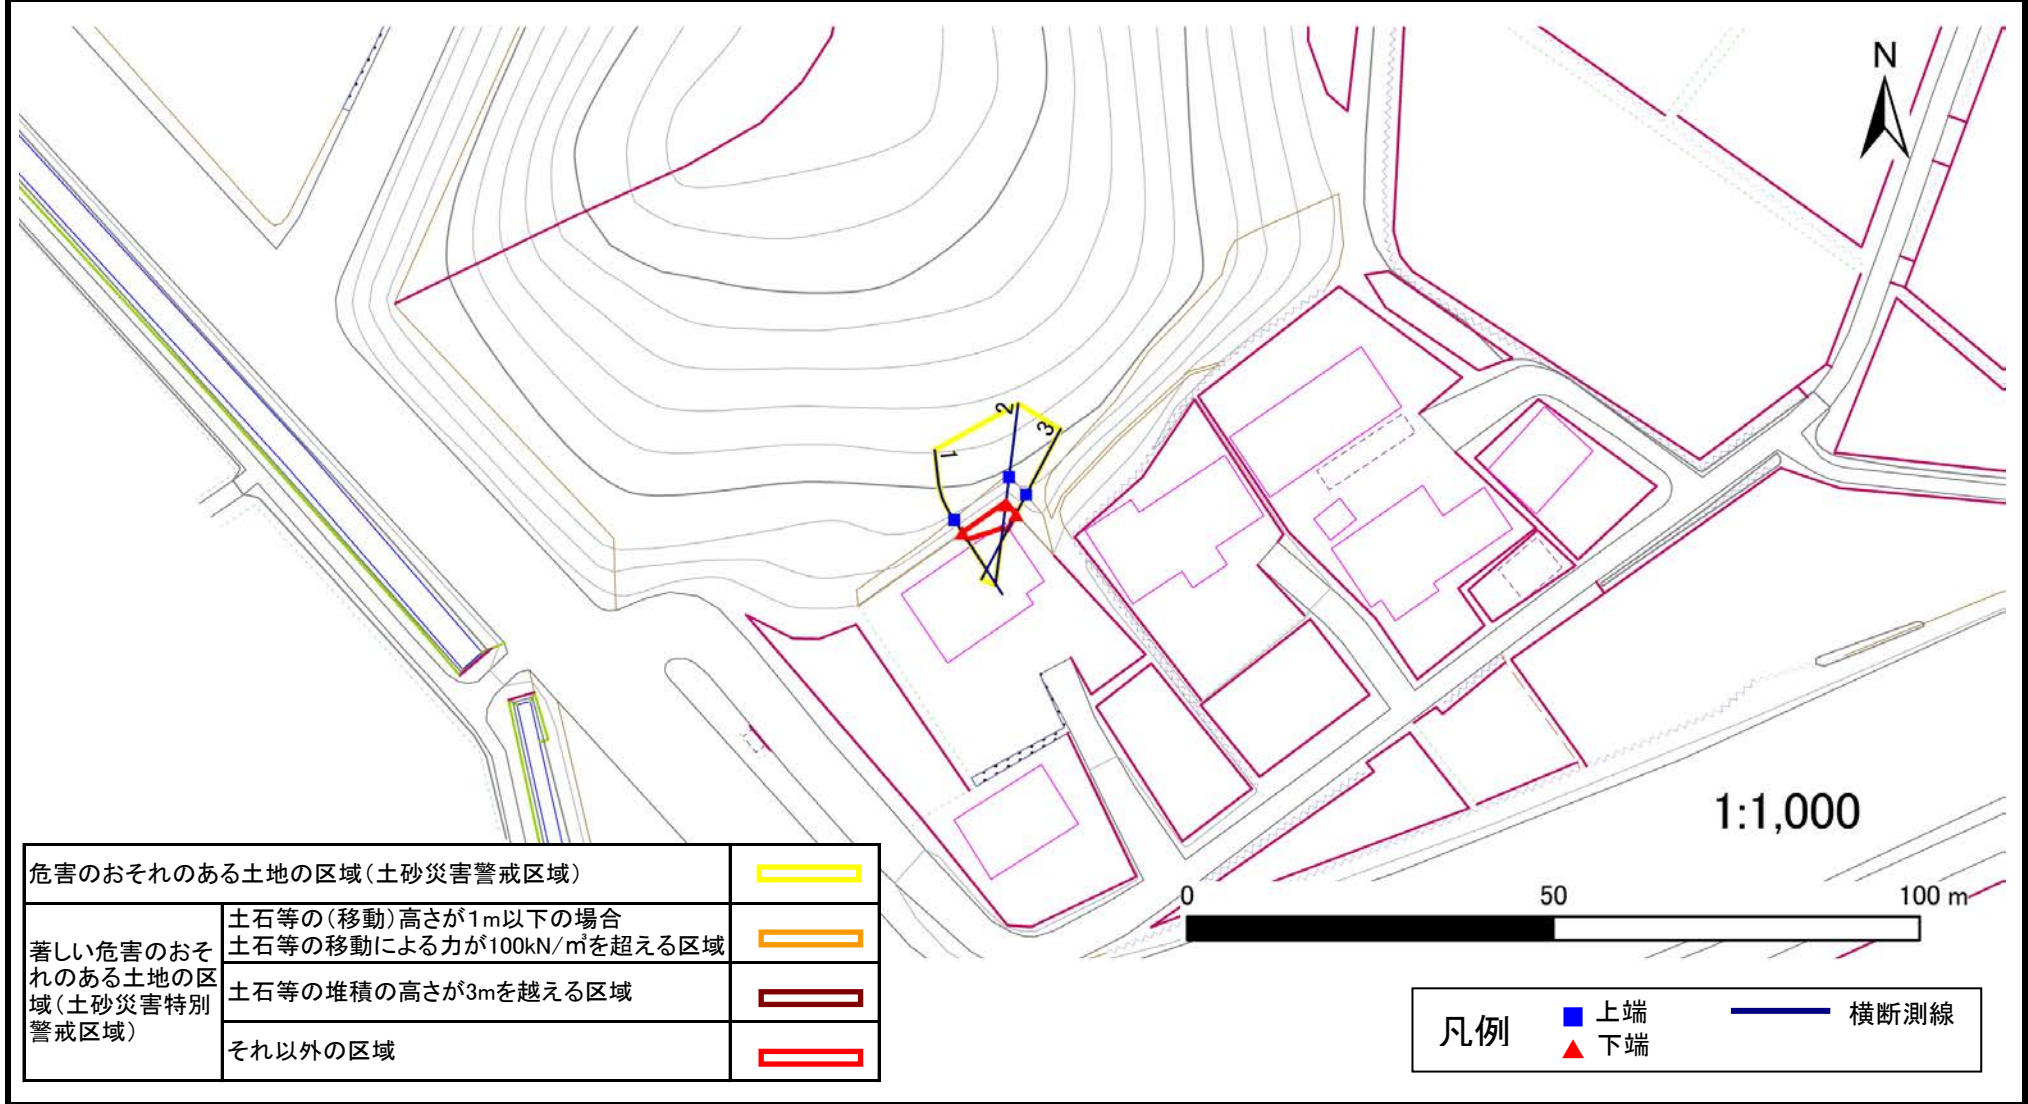 N
2
3
1
1:1,000
0 50 100 m
危害のおそれのある土地の区域（土砂災害警戒区域）
著しい危害のおそ
れのある土地の区
域（土砂災害特別
警戒区域）
土石等の（移動）高さが1m以下の場合
土石等の移動による力が100kN/㎡を超える区域
土石等の堆積の高さが3mを越える区域
それ以外の区域
凡例
上端
下端
横断測線